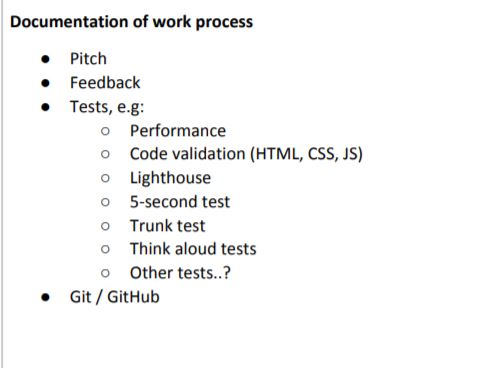 Documentation of work process
● Pitch
● Feedback
● Tests, e.g:
○ Performance
○ Code validation (HTML, CSS, JS)
○ Lighthouse
○ 5-second test
○ Trunk test
○ Think aloud tests
○ Other tests..?
● Git / GitHub